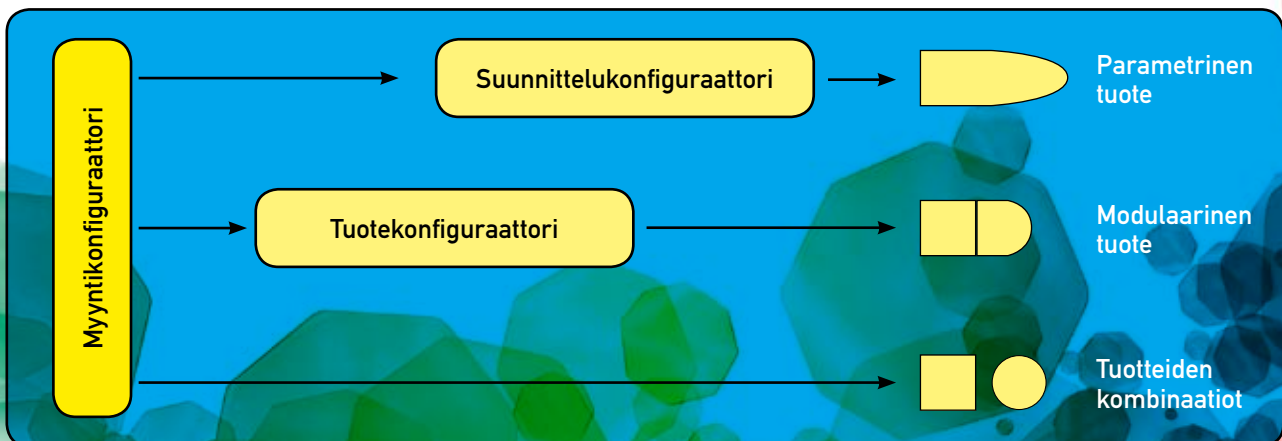 Myyntikonfiguraattori
Suunnittelukonfiguraattori
Parametrinen
tuote
Tuotekonfiguraattori
Modulaarinen
tuote
Tuotteiden
kombinaatiot